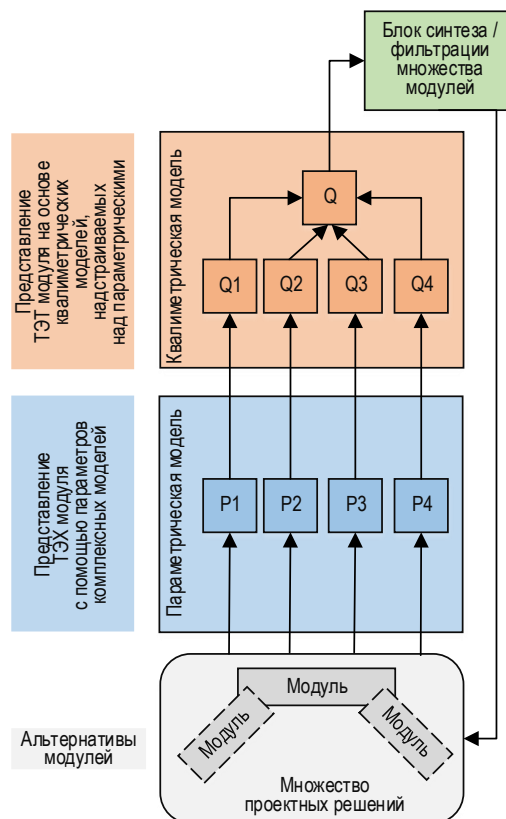 Блок синтеза /
фильтрации
множества
модулей
Представление
ТЭТ модуля на основе
квалиметрических
моделей,
надстраиваемых
над параметрическими
Квалиметрическая модель
Q
Q1
Q2
Q3
Q4
Представление
ТЭХ модуля
с помощью параметров
комплексных моделей
Параметрическая модель
P1
P2
P3
P4
Альтернативы
модулей
Модуль
Модуль
Модуль
Множество
проектных решений